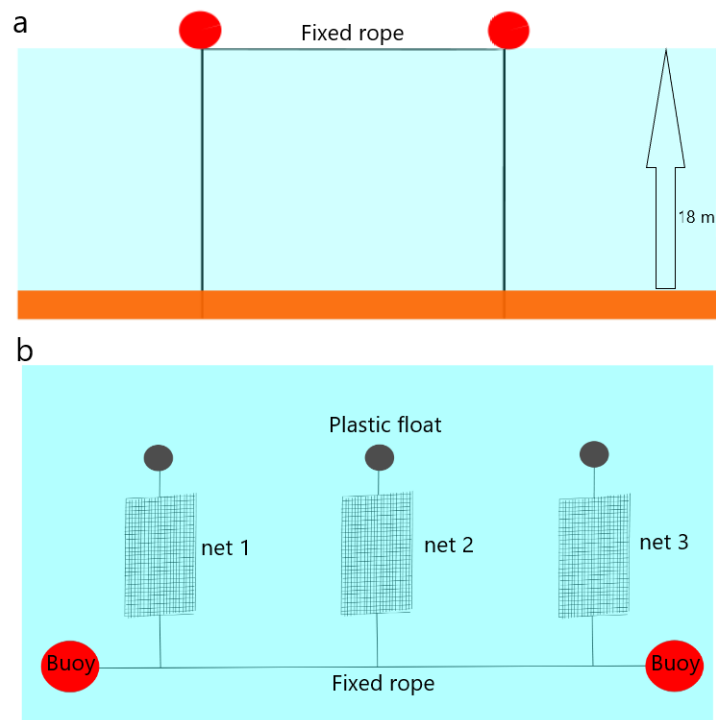 a
Fixed rope
18 m
b
Plastic float
net 1
net 2
net 3
Buoy
Buoy
Fixed rope